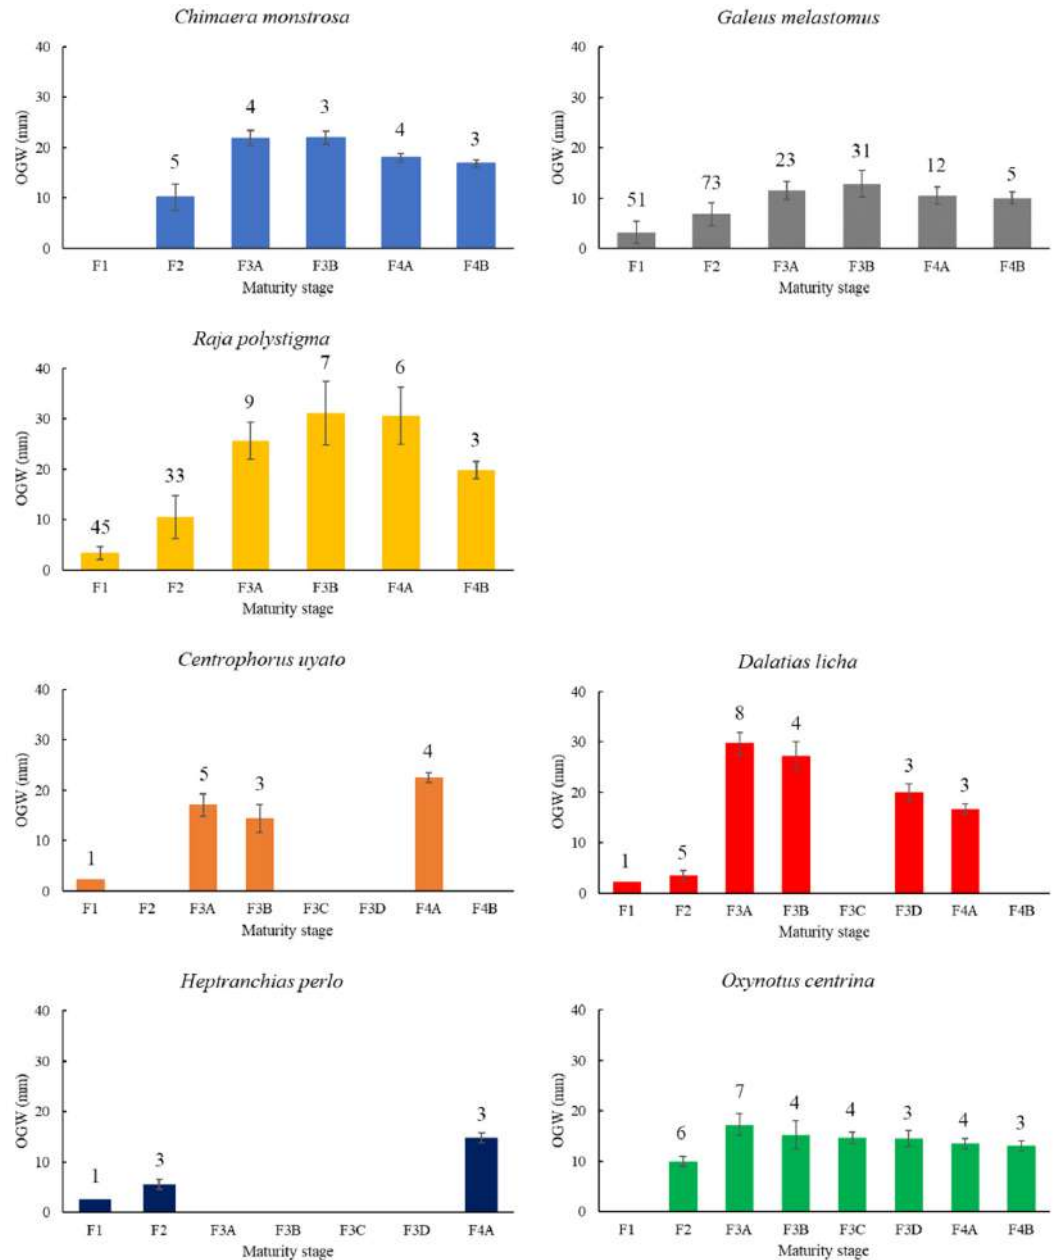 Chimaera monstrosa
OGW (mm)
40
30
20
10
0
5
4
3
4
3
F1 F2 F3A F3B F4A F4B
Maturity stage
Galeus melastomus
OGW (mm)
40
30
20
10
0
51
73
23
31
12
5
F1 F2 F3A F3B F4A F4B
Maturity stage
Raja polystigma
OGW (mm)
40
30
20
10
0
45
33
9
7
6
3
F1 F2 F3A F3B F4A F4B
Maturity stage
Centrophorus uyato
OGW (mm)
40
30
20
10
0
1
5
3
4
F1 F2 F3A F3B F3C F3D F4A F4B
Maturity stage
Dalatias licha
OGW (mm)
40
30
20
10
0
1
5
8
4
3
3
F1 F2 F3A F3B F3C F3D F4A F4B
Maturity stage
Heptranchias perlo
OGW (mm)
40
30
20
10
0
1
3
3
F1 F2 F3A F3B F3C F3D F4A
Maturity stage
Oxynotus centrina
OGW (mm)
40
30
20
10
0
6
7
4
4
3
4
3
F1 F2 F3A F3B F3C F3D F4A F4B
Maturity stage